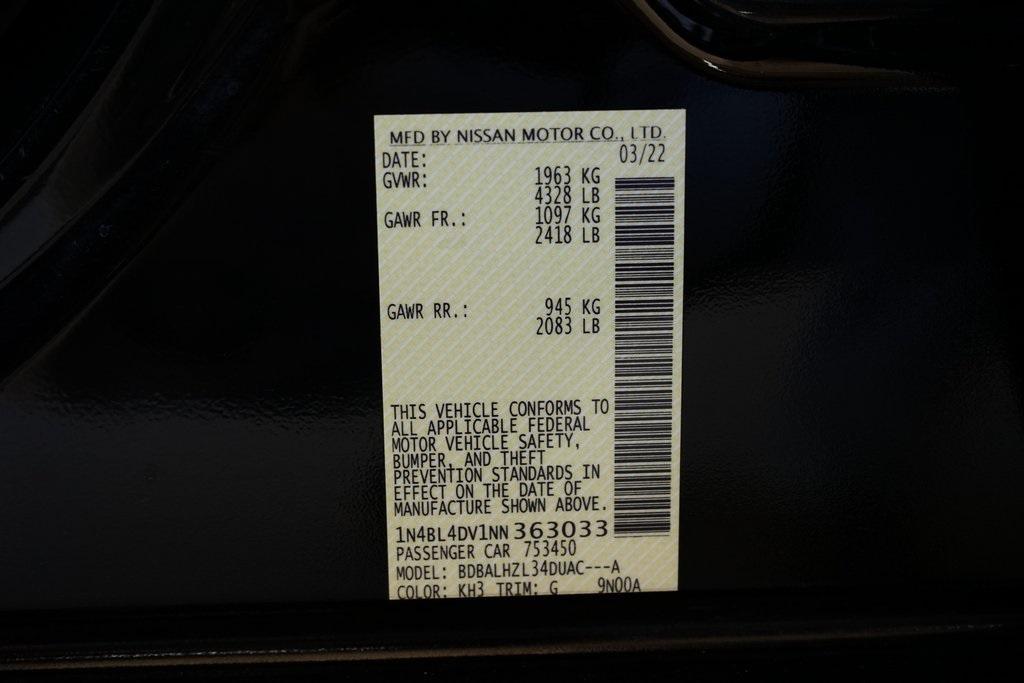 MFD BY NISSAN MOTOR CO., LTD.
DATE: 03/22
GVWR: 1963 KG
4328 LB
GAWR FR.: 1097 KG
2418 LB
GAWR RR.: 945 KG
2083 LB
THIS VEHICLE CONFORMS TO
ALL APPLICABLE FEDERAL
MOTOR VEHICLE SAFETY,
BUMPER, AND THEFT
PREVENTION STANDARDS IN
EFFECT ON THE DATE OF
MANUFACTURE SHOWN ABOVE.
1N4BL4DV1NN363033
PASSENGER CAR 753450
MODEL: BDBALHZL34DUAC---A
COLOR: KH3 TRIM: G 9N00A